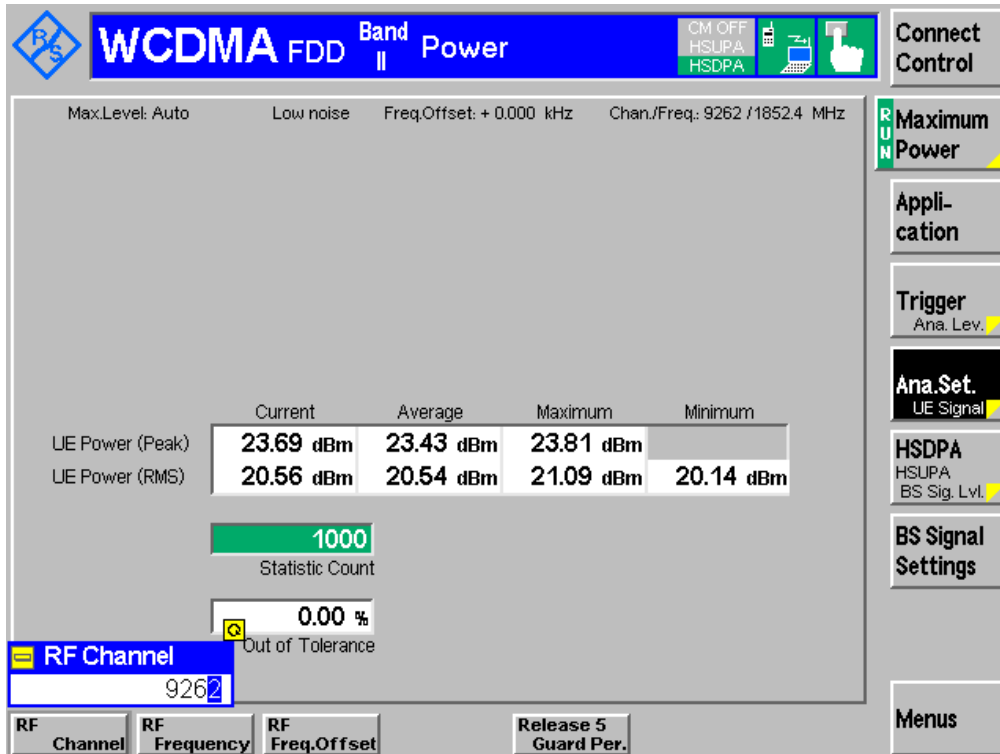 R&S
WCDMA FDD Band II Power
CM OFF
HSUPA
HSDPA
Connect Control
Max.Level: Auto Low noise Freq.Offset: + 0.000 kHz Chan./Freq.: 9262 /1852.4 MHz
RUN
Maximum Power
Appli-
cation
Trigger
Ana. Lev.
Ana.Set.
UE Signal
Current Average Maximum Minimum
UE Power (Peak) 23.69 dBm 23.43 dBm 23.81 dBm
UE Power (RMS) 20.56 dBm 20.54 dBm 21.09 dBm 20.14 dBm
HSDPA
HSUPA
BS Sig. Lvl.
1000
Statistic Count
BS Signal
Settings
0.00 %
Out of Tolerance
RF Channel
9262
Menus
RF Channel
RF Frequency
RF Freq.Offset
Release 5 Guard Per.